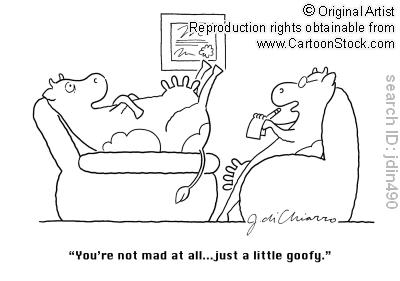 © Original Artist
Reproduction rights obtainable from
www.CartoonStock.com
search ID: jdin490
J.diChiarro
"You're not mad at all...just a little goofy."